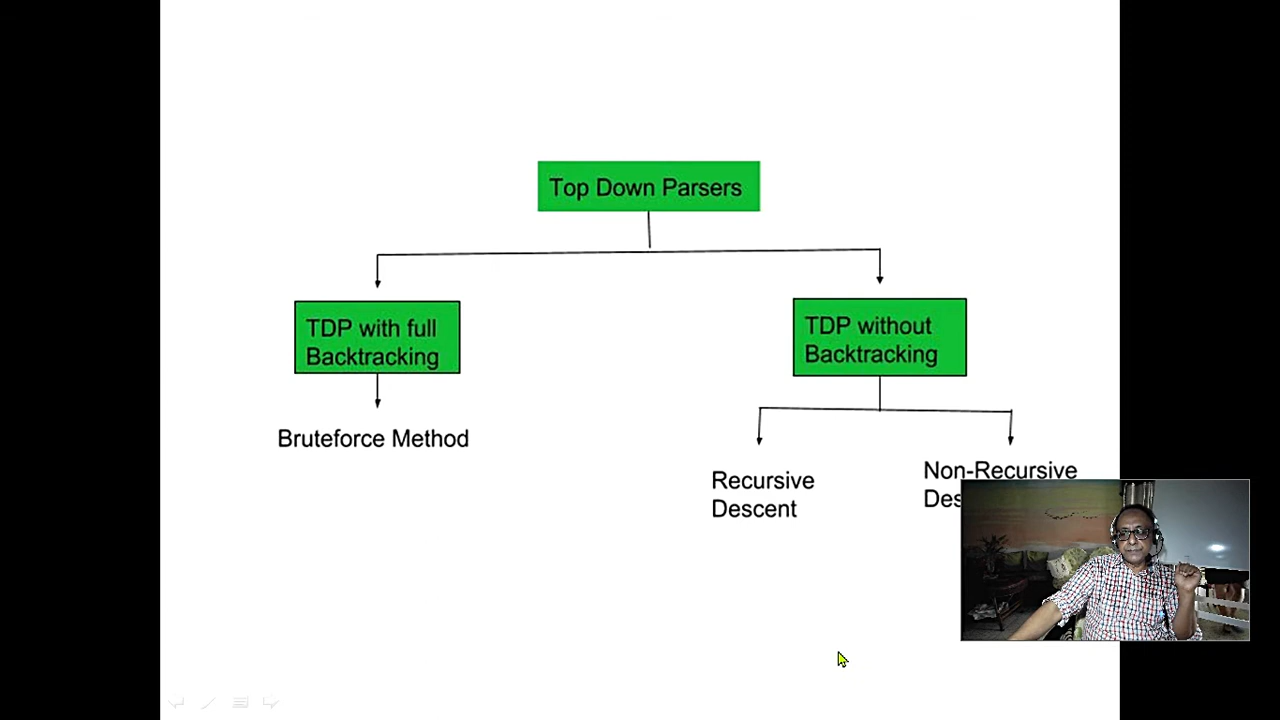 Top Down Parsers
TDP with full
Backtracking
TDP without
Backtracking
Bruteforce Method
Recursive
Descent
Non-Recursive